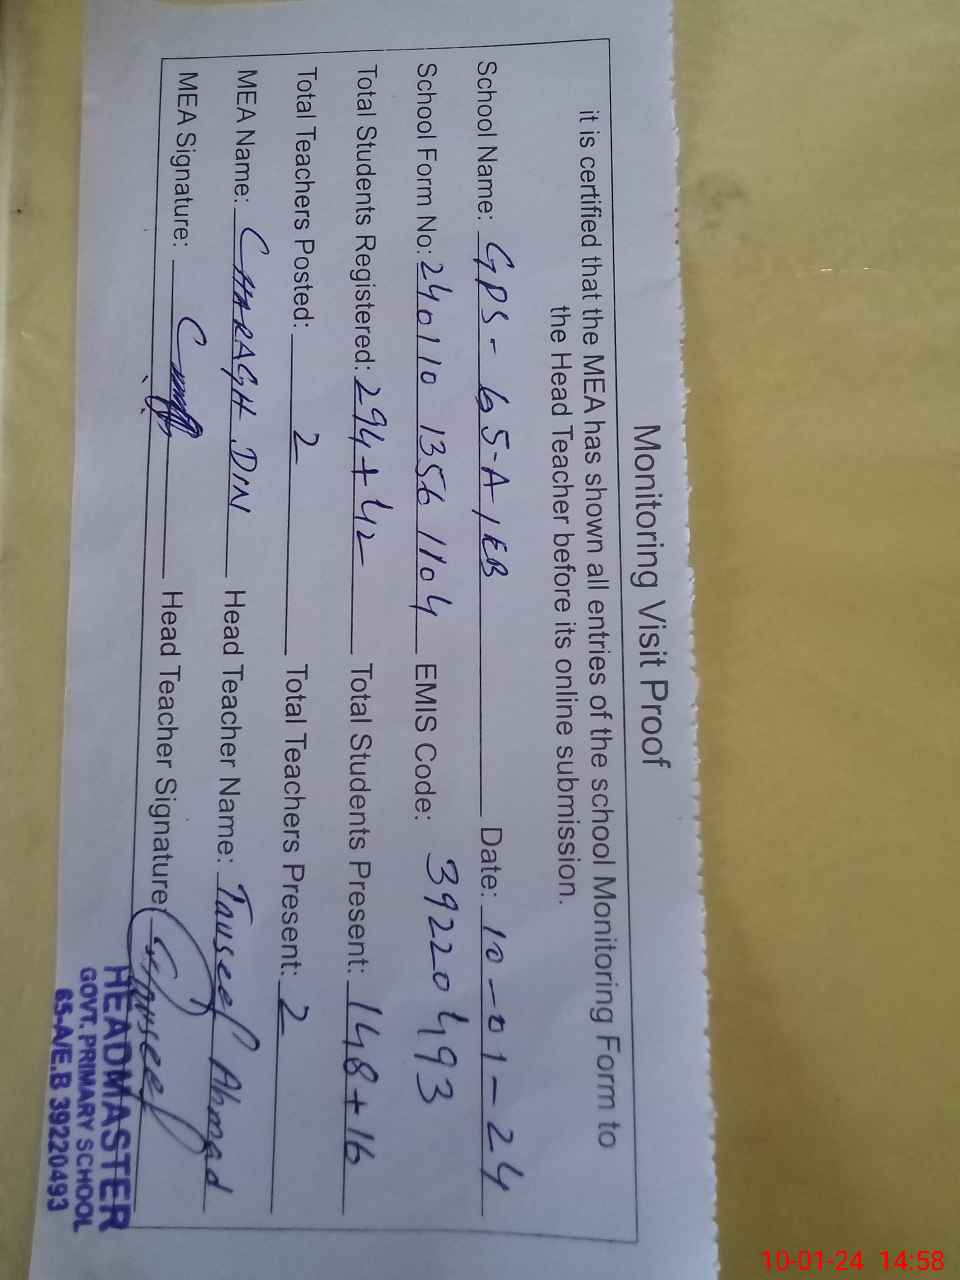 Monitoring Visit Proof
it is certified that the MEA has shown all entries of the school Monitoring Form to
the Head Teacher before its online submission.
School Name: GPS - 65-A/EB Date: 10-01-24
School Form No: 240110 1356 1104 EMIS Code: 39220493
Total Students Registered: 294+42 Total Students Present: 148+16
Total Teachers Posted: 2 Total Teachers Present: 2
MEA Name: CHARAGH DIN Head Teacher Name: Tauseef Ahmad
MEA Signature: Head Teacher Signature: Tauseef
HEADMASTER
GOVT. PRIMARY SCHOOL
65-A/E.B 39220493
10-01-24 14:58